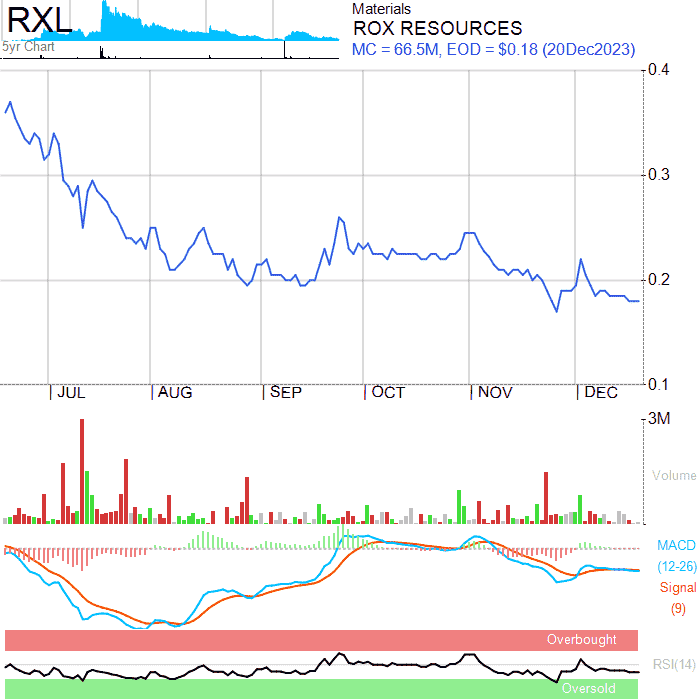 RXL
5yr Chart
Materials
ROX RESOURCES
MC = 66.5M, EOD = $0.18 (20Dec2023)
0.4
0.3
0.2
0.1
JUL AUG SEP OCT NOV DEC
3M
Volume
MACD
(12-26)
Signal
(9)
Overbought
RSI(14)
Oversold